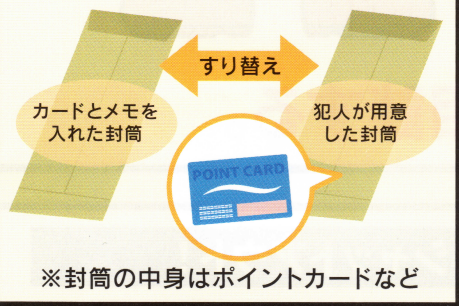 すり替え
カードとメモを
入れた封筒
犯人が用意
した封筒
POINT CARD
※封筒の中身はポイントカードなど